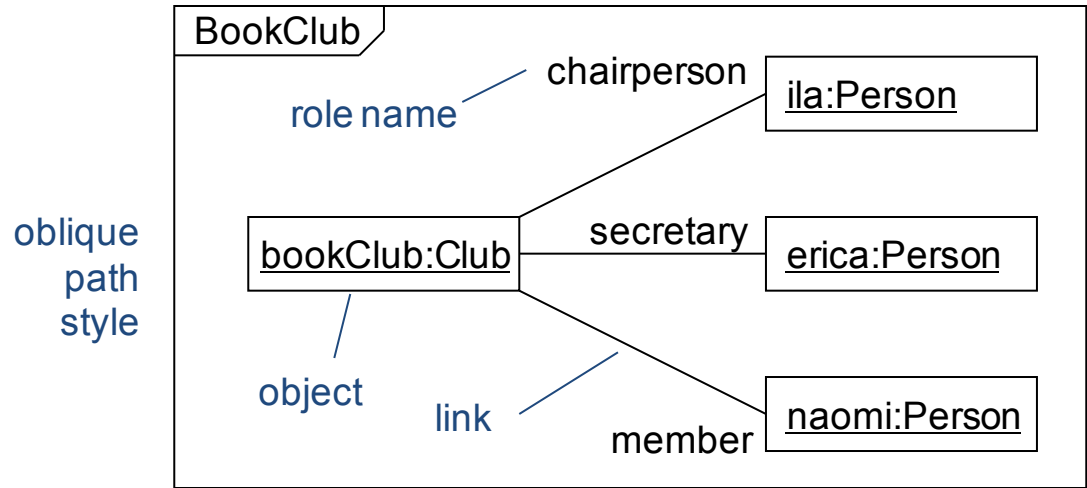 BookClub
chairperson
ila:Person
role name
oblique
path
style
secretary
bookClub:Club
erica:Person
object
link
member
naomi:Person